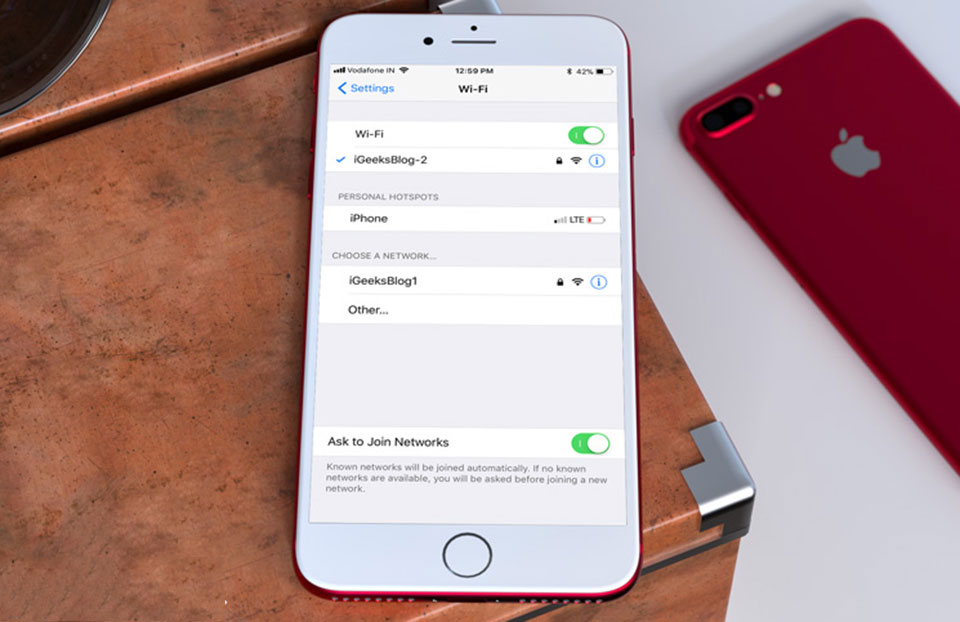 Vodafone IN 12:59 PM 42%
Settings Wi-Fi
Wi-Fi
iGeeksBlog-2
PERSONAL HOTSPOTS
iPhone LTE
CHOOSE A NETWORK...
iGeeksBlog1
Other...
Ask to Join Networks
Known networks will be joined automatically. If no known
networks are available, you will be asked before joining a new
network.